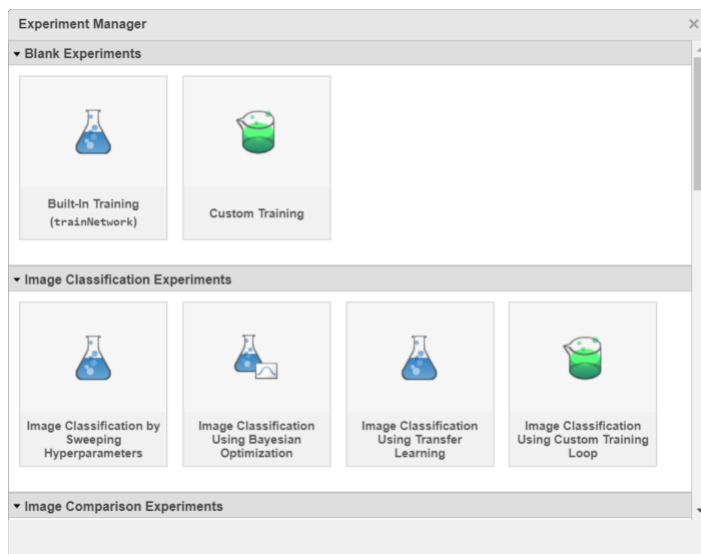 Experiment Manager
Blank Experiments
Built-In Training
(trainNetwork)
Custom Training
Image Classification Experiments
Image Classification by
Sweeping
Hyperparameters
Image Classification
Using Bayesian
Optimization
Image Classification
Using Transfer
Learning
Image Classification
Using Custom Training
Loop
Image Comparison Experiments